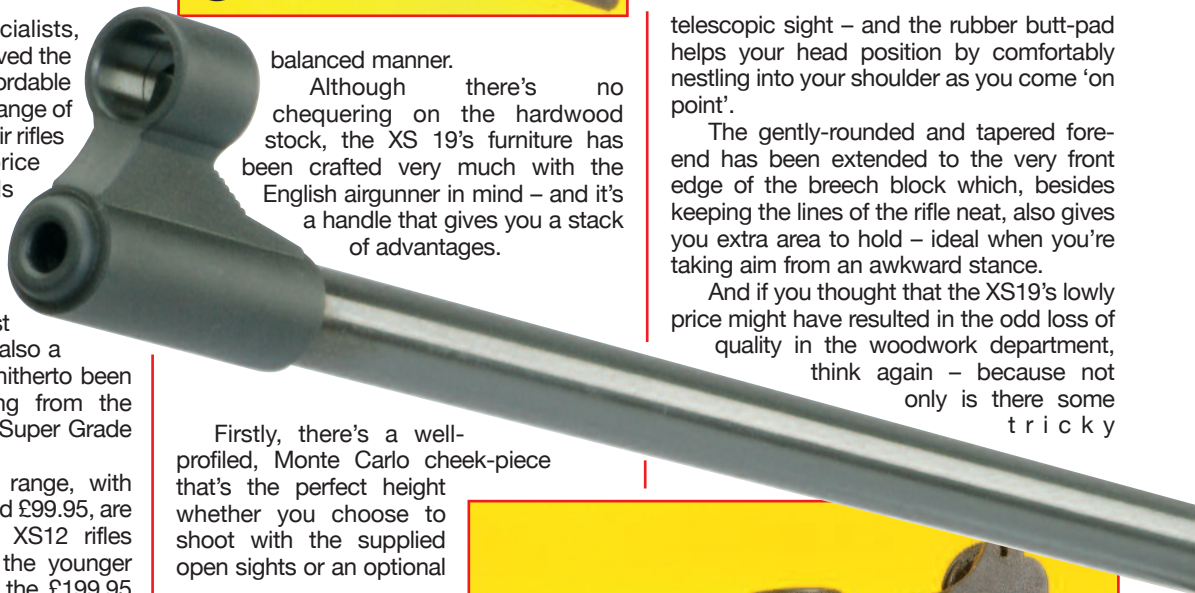 cialists,
ved the
ordable
ange of
ir rifles
rice
ls
st
also a
hitherto been
ng from the
Super Grade
range, with
d £99.95, are
XS12 rifles
the younger
the £199.95
balanced manner.
Although there's no
chequering on the hardwood
stock, the XS 19's furniture has
been crafted very much with the
English airgunner in mind – and it's
a handle that gives you a stack
of advantages.
Firstly, there's a well-
profiled, Monte Carlo cheek-piece
that's the perfect height
whether you choose to
shoot with the supplied
open sights or an optional
telescopic sight – and the rubber butt-pad
helps your head position by comfortably
nestling into your shoulder as you come 'on
point'.
The gently-rounded and tapered fore-
end has been extended to the very front
edge of the breech block which, besides
keeping the lines of the rifle neat, also gives
you extra area to hold – ideal when you're
taking aim from an awkward stance.
And if you thought that the XS19's lowly
price might have resulted in the odd loss of
quality in the woodwork department,
think again – because not
only is there some
tricky